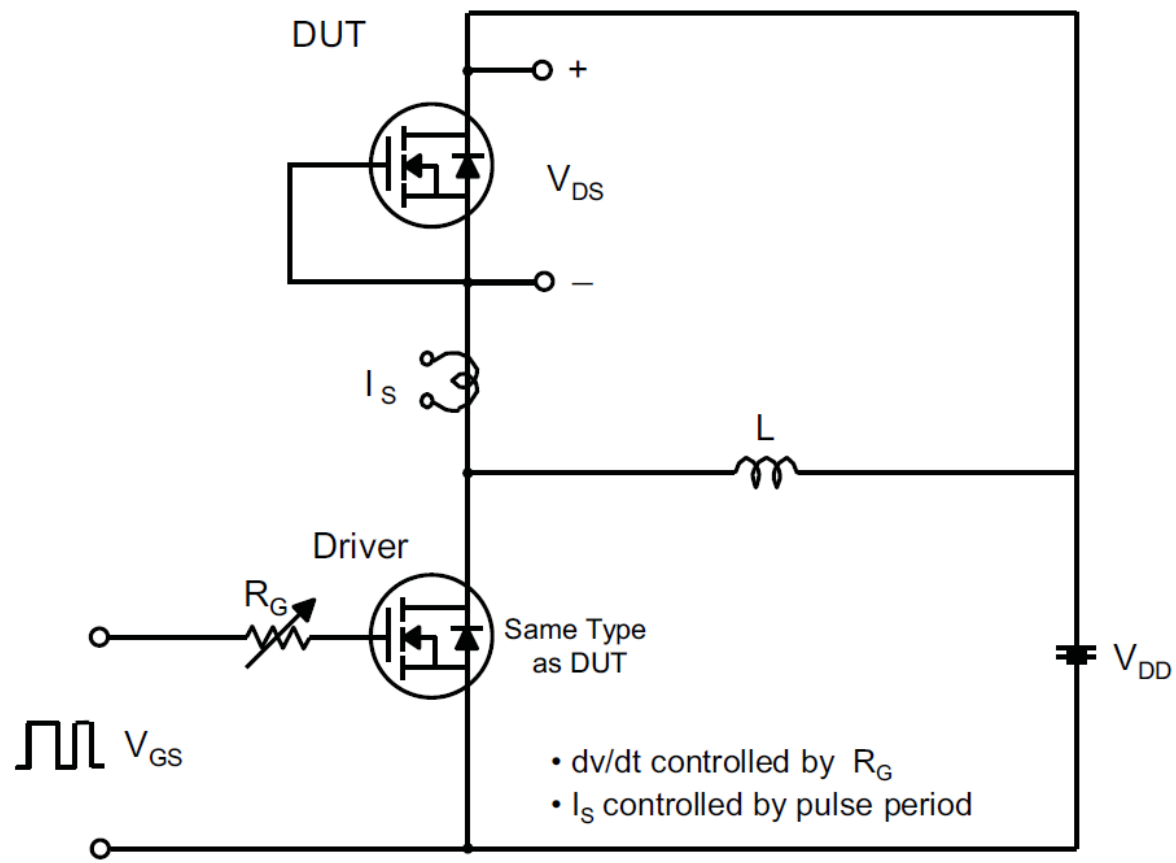 DUT
+
VDS
–
IS
L
Driver
RG
Same Type
as DUT
VDD
VGS
• dv/dt controlled by RG
• IS controlled by pulse period